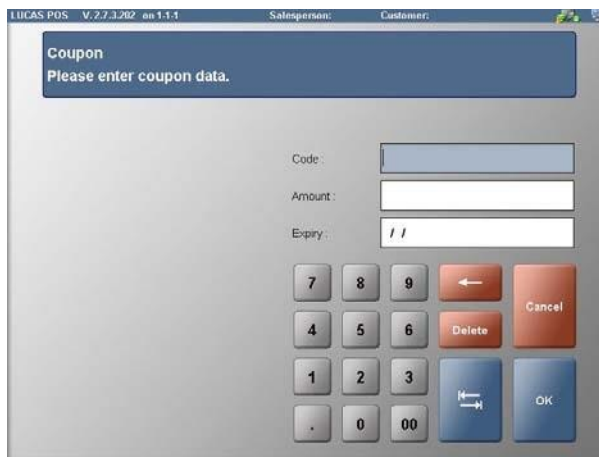 LUCAS POS V.2.7.3.202 on 1-1-1 Salesperson: Customer:
Coupon
Please enter coupon data.
Code :
Amount :
Expiry : / /
7 8 9 ←
Cancel
4 5 6 Delete
1 2 3
OK
. 0 00